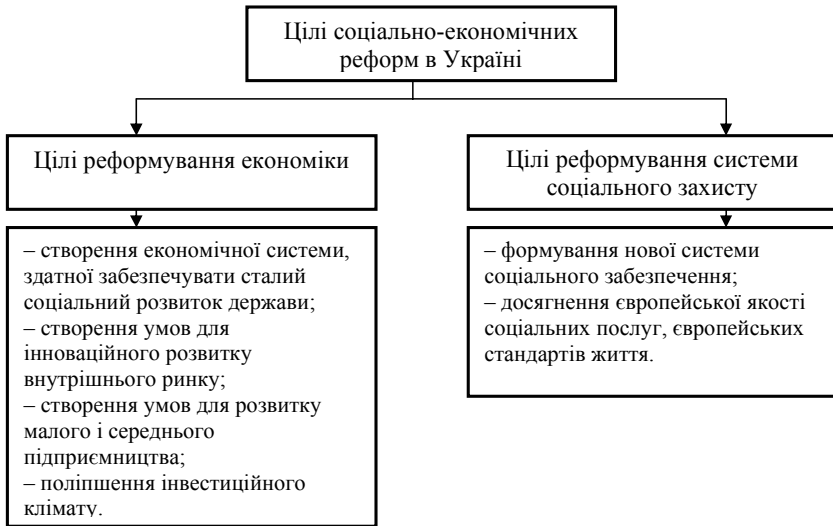 Цілі соціально-економічних
реформ в Україні
Цілі реформування економіки
– створення економічної системи,
здатної забезпечувати сталий
соціальний розвиток держави;
– створення умов для
інноваційного розвитку
внутрішнього ринку;
– створення умов для розвитку
малого і середнього
підприємництва;
– поліпшення інвестиційного
клімату.
Цілі реформування системи
соціального захисту
– формування нової системи
соціального забезпечення;
– досягнення європейської якості
соціальних послуг, європейських
стандартів життя.